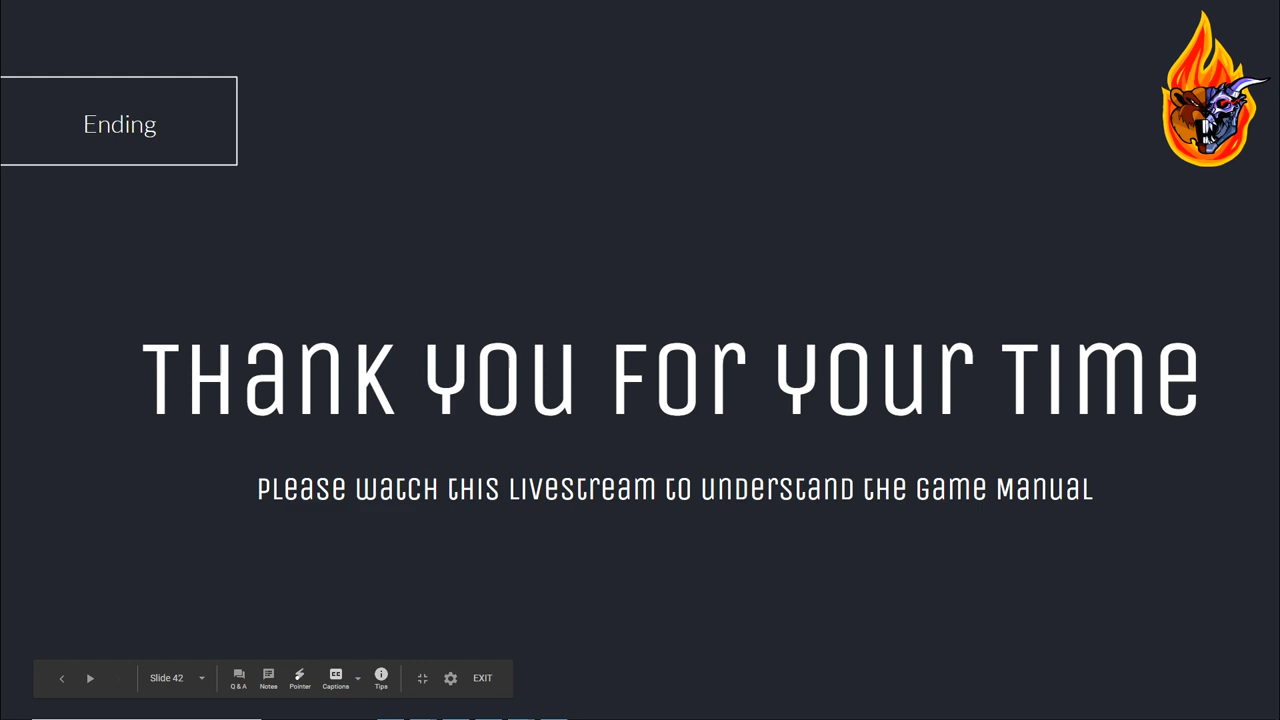 Ending
Thank you for your time
Please watch this livestream to understand the Game Manual
Slide 42
Q & A
Notes
Pointer
Captions
Tips
EXIT